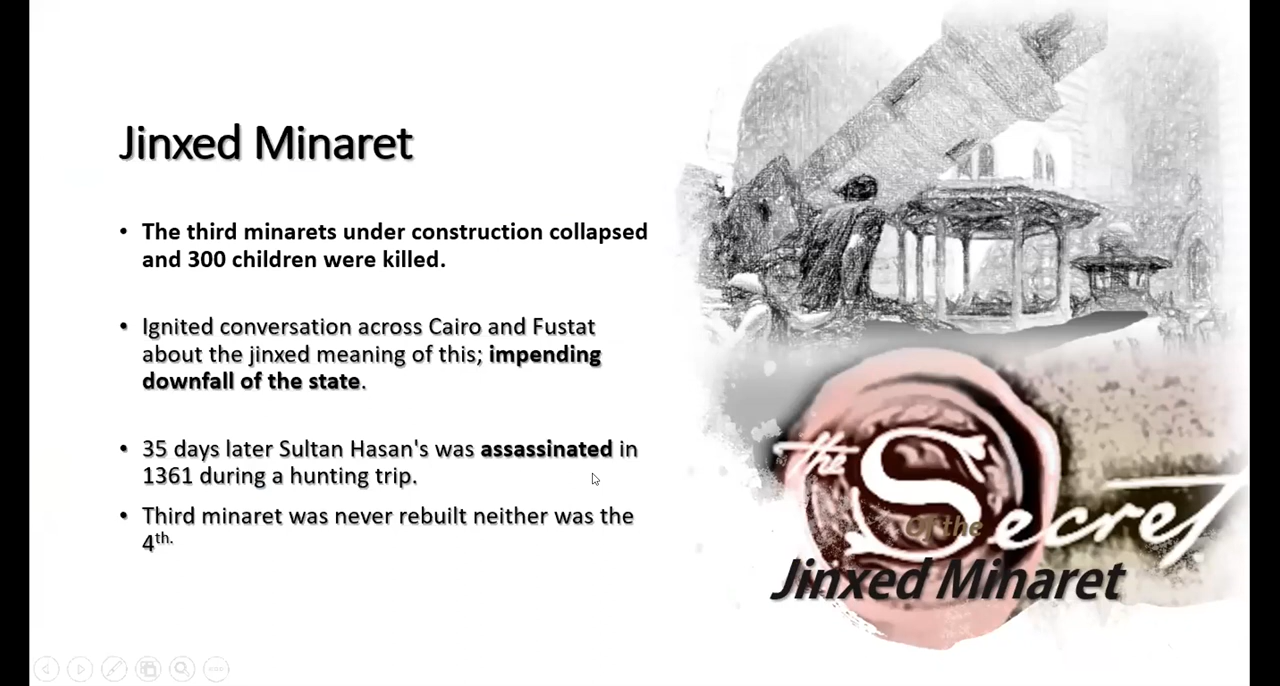 Jinxed Minaret
• The third minarets under construction collapsed
and 300 children were killed.
• Ignited conversation across Cairo and Fustat
about the jinxed meaning of this; impending
downfall of the state.
• 35 days later Sultan Hasan's was assassinated in
1361 during a hunting trip.
• Third minaret was never rebuilt neither was the
4th.
the Secret
Of the
Jinxed Minaret